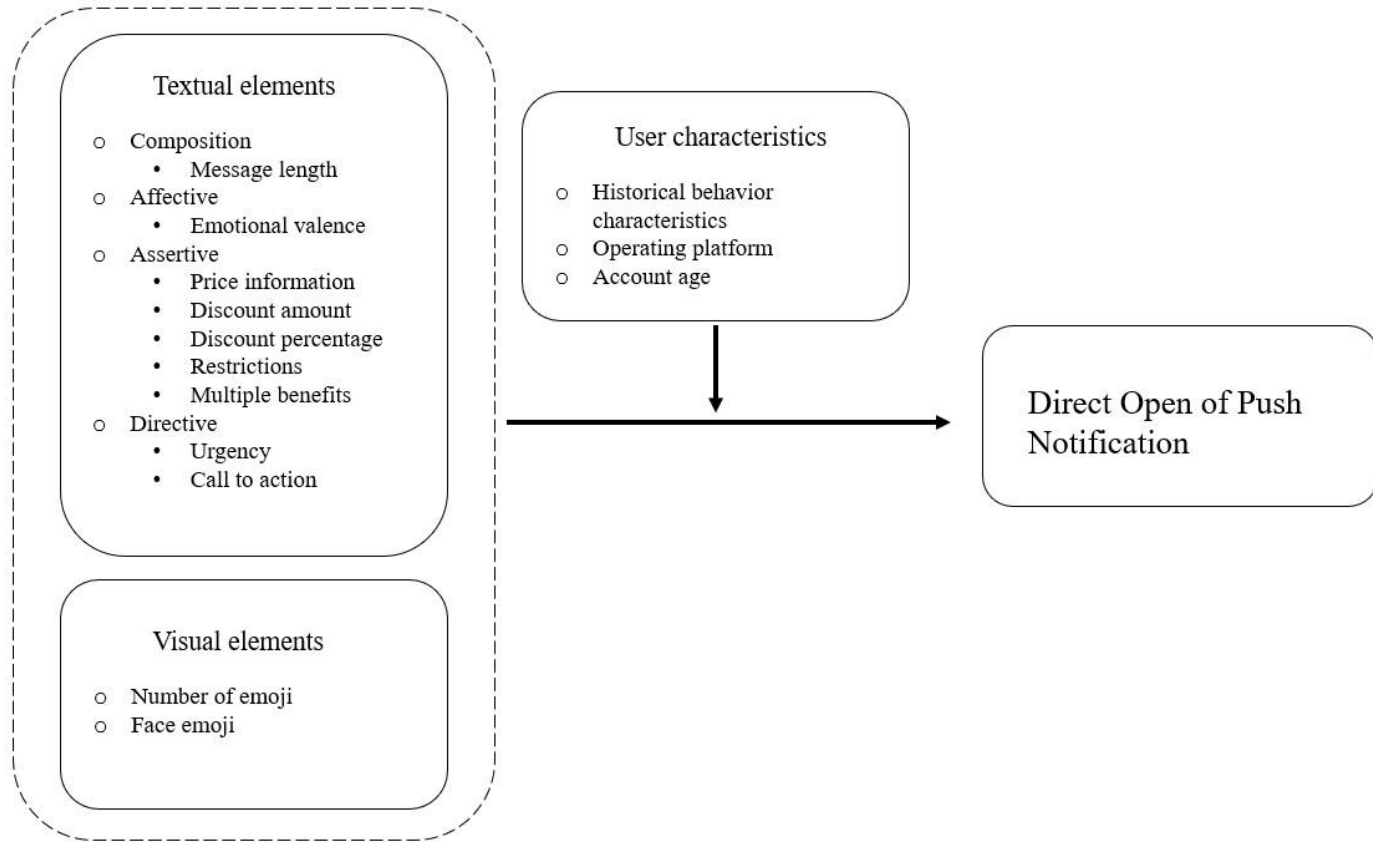 Textual elements
o Composition
• Message length
o Affective
• Emotional valence
o Assertive
• Price information
• Discount amount
• Discount percentage
• Restrictions
• Multiple benefits
o Directive
• Urgency
• Call to action
Visual elements
o Number of emoji
o Face emoji
User characteristics
o Historical behavior
characteristics
o Operating platform
o Account age
Direct Open of Push
Notification